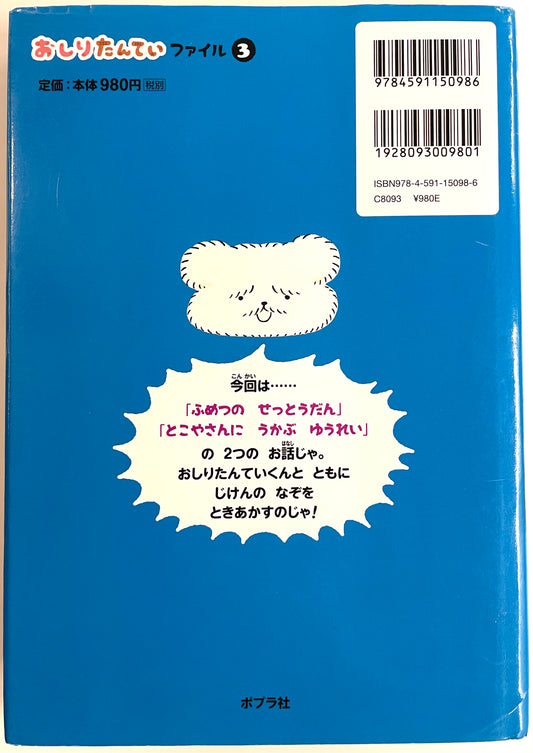 おしりたんてい ファイル 3
定価：本体980円 税別
9784591150986
1928093009801
ISBN978-4-591-15098-6
C8093 ¥980E
今回は……
こん かい
「ふめつの せっとうだん」
「とこやさんに うかぶ ゆうれい」
の 2つの お話じゃ。
はなし
おしりたんていくんと ともに
じけんの なぞを
ときあかすのじゃ！
ポプラ社